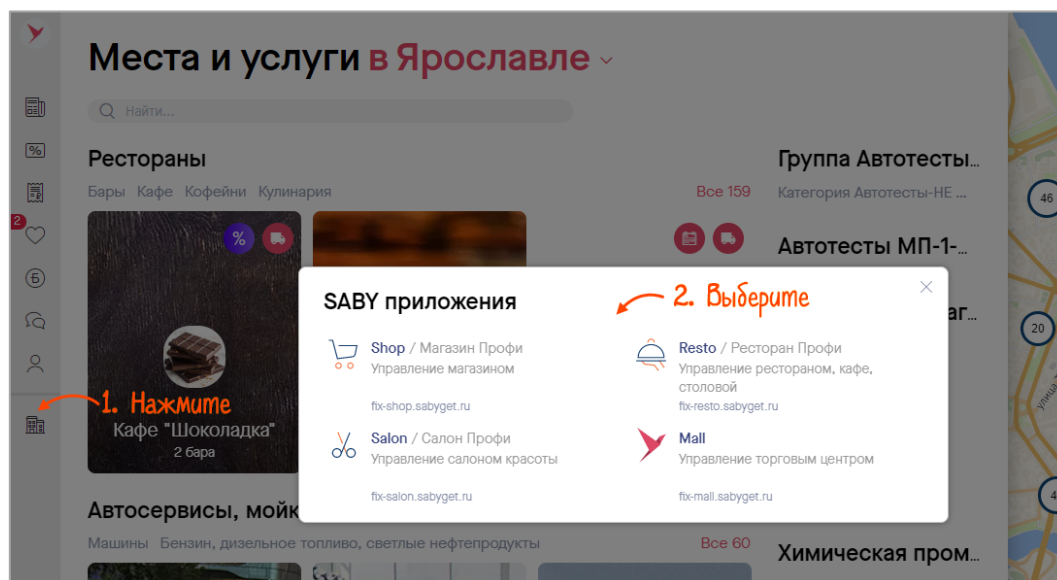 Места и услуги в Ярославле
Найти...
Рестораны
Бары Кафе Кофейни Кулинария
Все 159
Группа Автотесты...
Категория Автотесты-НЕ ...
%
2
%
Автотесты МП-1-...
46
SABY приложения
2. Выберите
аг...
20
Shop / Магазин Профи
Управление магазином
fix-shop.sabyget.ru
Resto / Ресторан Профи
Управление рестораном, кафе,
столовой
fix-resto.sabyget.ru
улица
1. Нажмите
Кафе "Шоколадка"
2 бара
Salon / Салон Профи
Управление салоном красоты
fix-salon.sabyget.ru
Mall
Управление торговым центром
fix-mall.sabyget.ru
4
Автосервисы, мойк
Машины Бензин, дизельное топливо, светлые нефтепродукты
Все 60
Химическая пром...